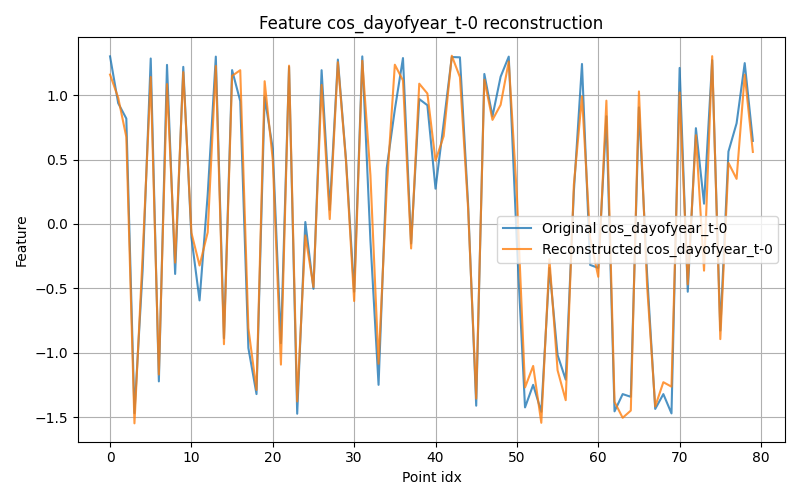 Feature cos_dayofyear_t-0 reconstruction
1.0
0.5
0.0
−0.5
−1.0
−1.5
Feature
Original cos_dayofyear_t-0
Reconstructed cos_dayofyear_t-0
0 10 20 30 40 50 60 70 80
Point idx